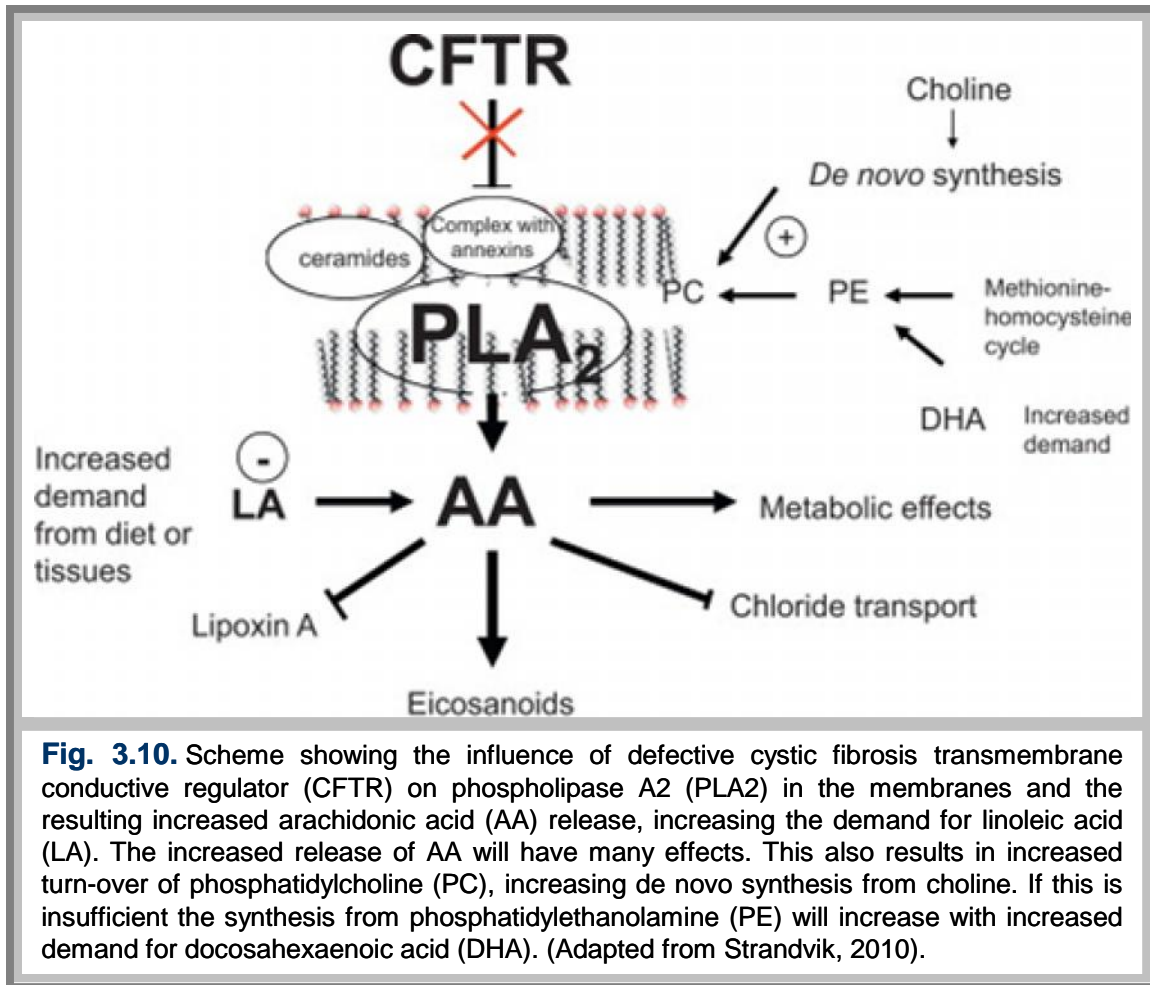 CFTR
Choline
De novo synthesis
+
Complex with
annexins
ceramides
PLA2
PC
PE
Methionine-
homocysteine
cycle
DHA
Increased
demand
Increased
demand
from diet or
tissues
-
LA
AA
Metabolic effects
Lipoxin A
Chloride transport
Eicosanoids
Fig. 3.10. Scheme showing the influence of defective cystic fibrosis transmembrane
conductive regulator (CFTR) on phospholipase A2 (PLA2) in the membranes and the
resulting increased arachidonic acid (AA) release, increasing the demand for linoleic acid
(LA). The increased release of AA will have many effects. This also results in increased
turn-over of phosphatidylcholine (PC), increasing de novo synthesis from choline. If this is
insufficient the synthesis from phosphatidylethanolamine (PE) will increase with increased
demand for docosahexaenoic acid (DHA). (Adapted from Strandvik, 2010).